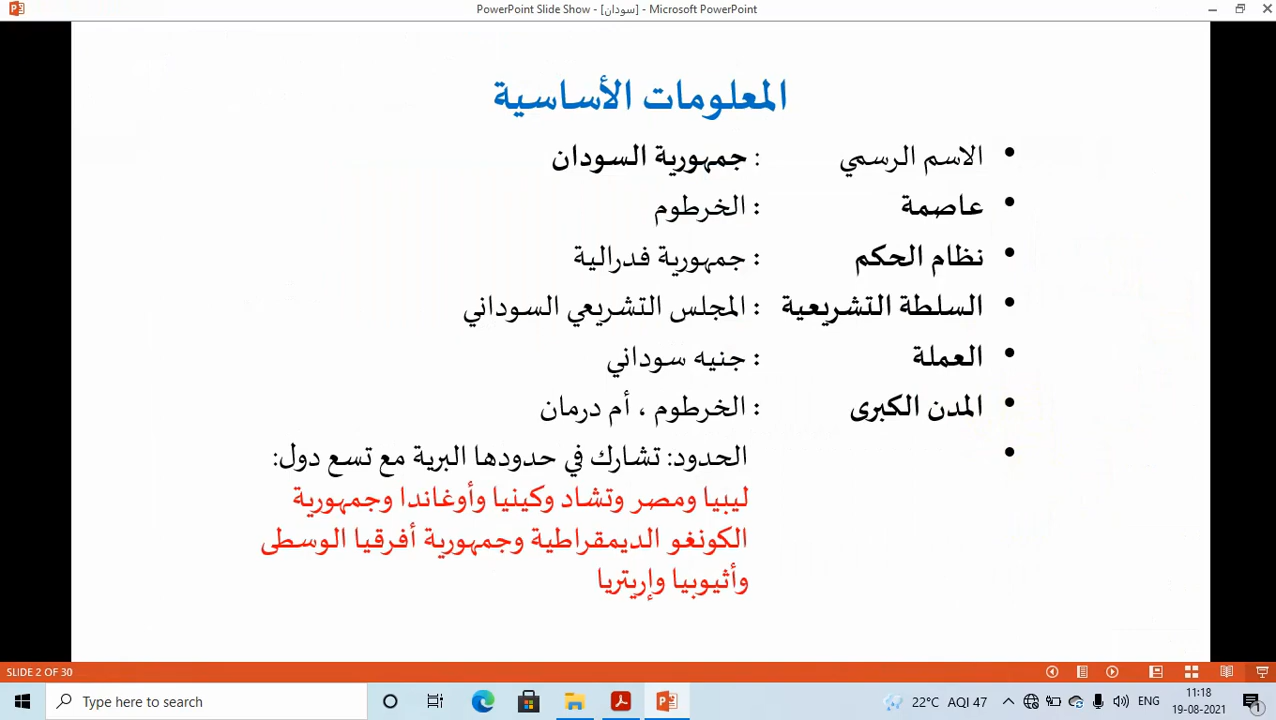 PowerPoint Slide Show - [سودان] - Microsoft PowerPoint
المعلومات الأساسية
• الاسم الرسمي : جمهورية السودان
• عاصمة : الخرطوم
• نظام الحكم : جمهورية فدرالية
• السلطة التشريعية : المجلس التشريعي السوداني
• العملة : جنيه سوداني
• المدن الكبرى : الخرطوم ، أم درمان
• الحدود: تشارك في حدودها البرية مع تسع دول:
ليبيا ومصر وتشاد وكينيا وأوغاندا وجمهورية
الكونغو الديمقراطية وجمهورية أفرقيا الوسطى
وأثيوبيا وإريتريا
SLIDE 2 OF 30
Type here to search
22°C AQI 47
ENG
11:18
19-08-2021
1